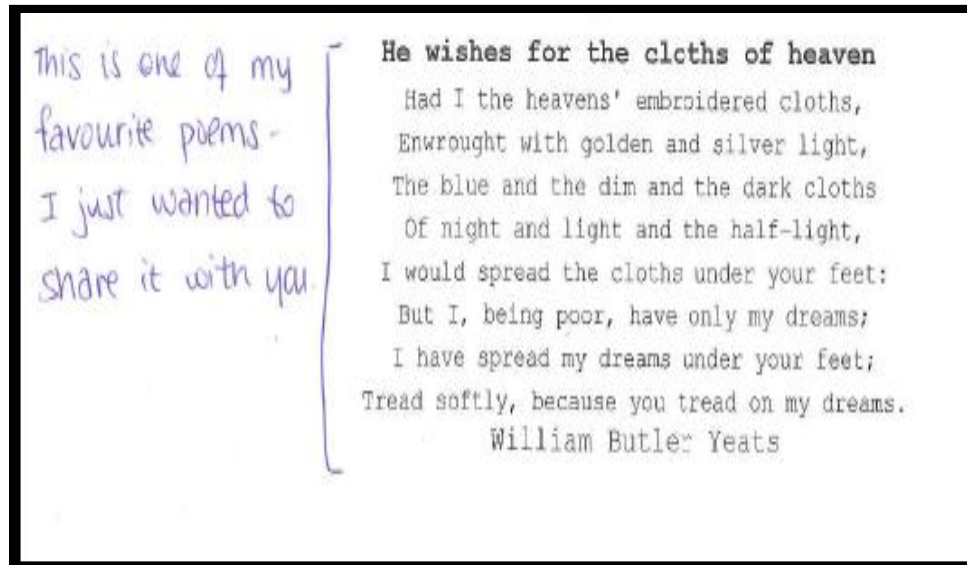 This is one of my
favourite poems -
I just wanted to
share it with you.
He wishes for the clcths of heaven
Had I the heavens' embroidered cloths,
Enwrought with golden and silver light,
The blue and the dim and the dark cloths
Of night and light and the half-light,
I would spread the cloths under your feet:
But I, being poor, have only my dreams;
I have spread my dreams under your feet;
Tread softly, because you tread on my dreams.
William Butler Yeats